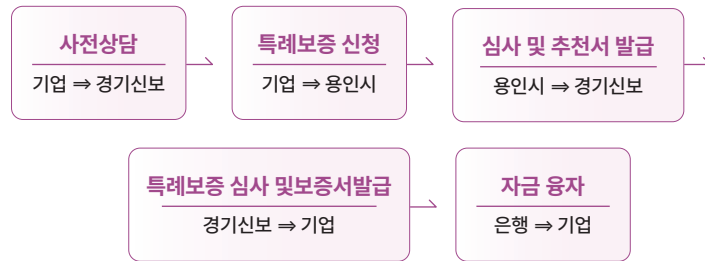 사전상담
기업 ⇒ 경기신보
특례보증 신청
기업 ⇒ 용인시
심사 및 추천서 발급
용인시 ⇒ 경기신보
특례보증 심사 및보증서발급
경기신보 ⇒ 기업
자금 융자
은행 ⇒ 기업